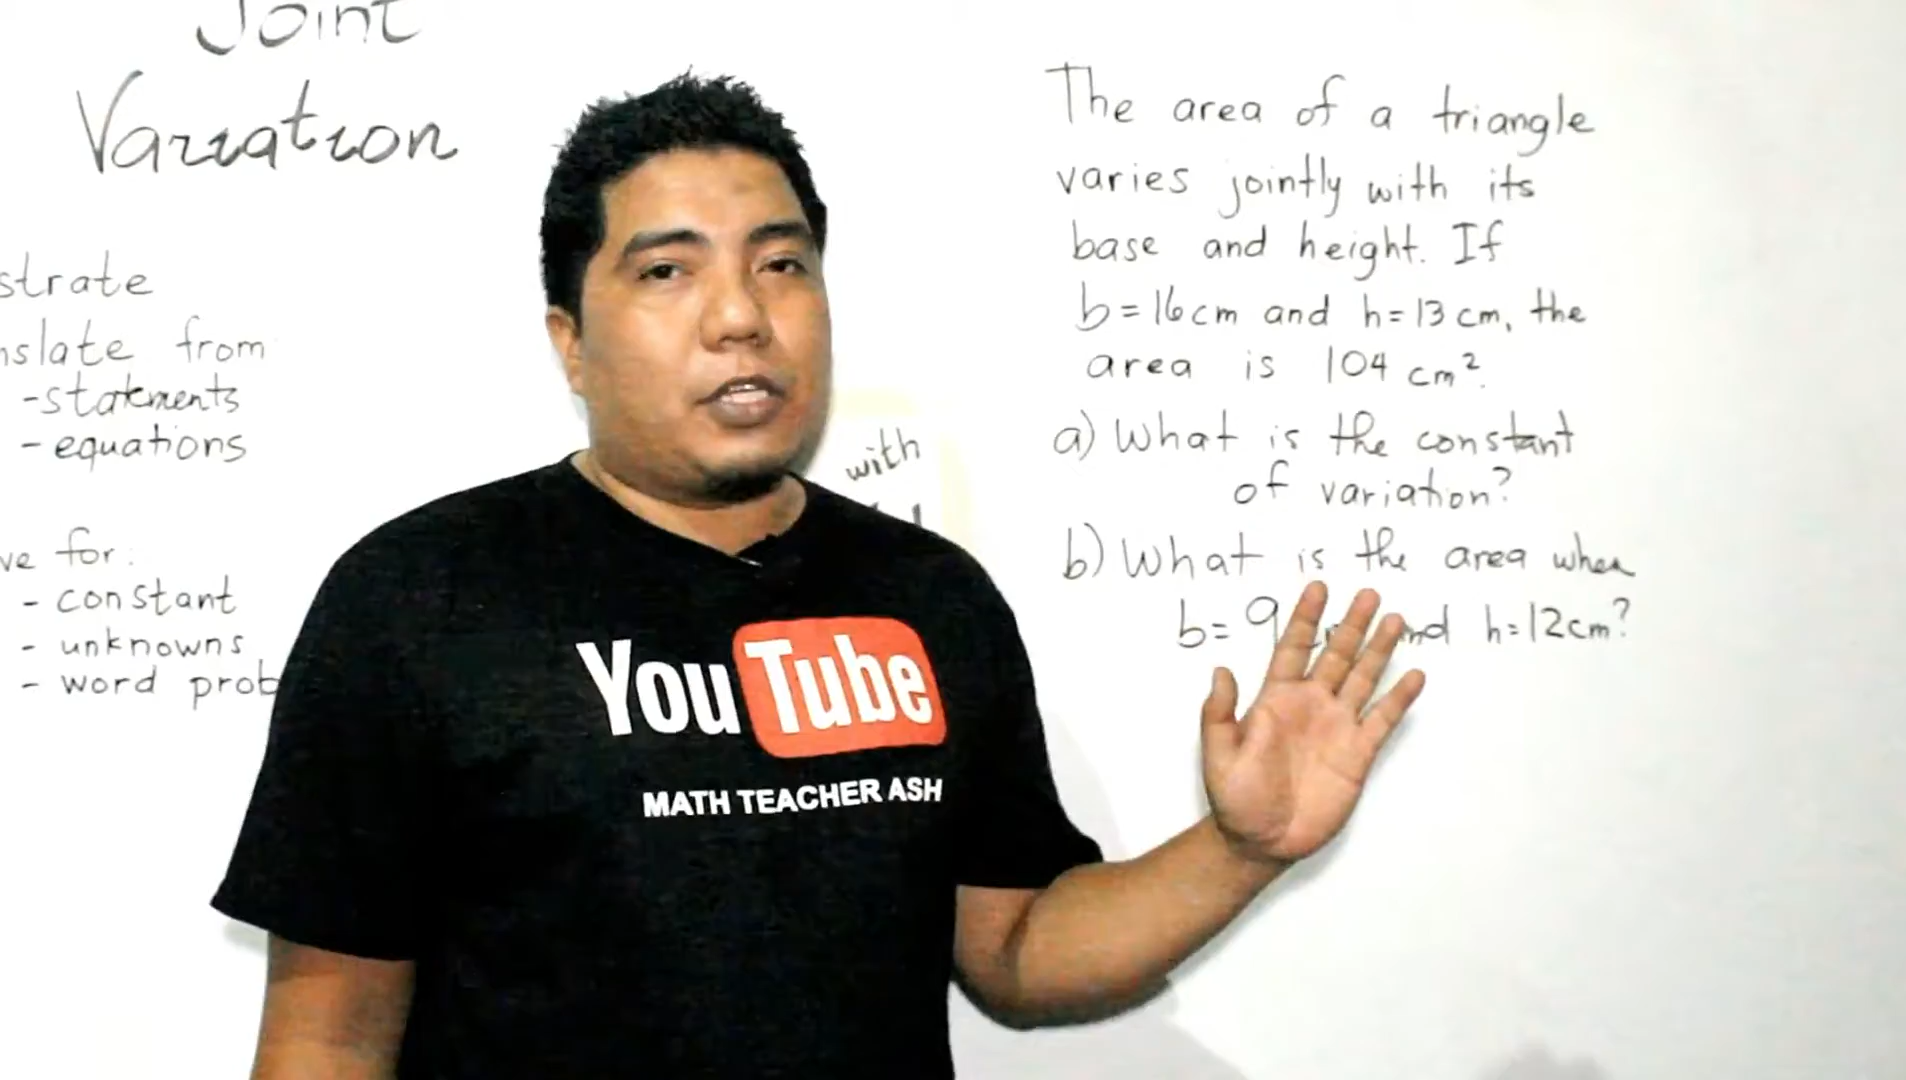 Joint
Variation
strate
nslate from
-statements
- equations
ve for:
- constant
- unknowns
- word prob
with
The area of a triangle
varies jointly with its
base and height. If
b=16cm and h=13cm, the
area is 104 cm².
a) What is the constant
of variation?
b) What is the area when
b=9 and h=12cm?
YouTube
MATH TEACHER ASH